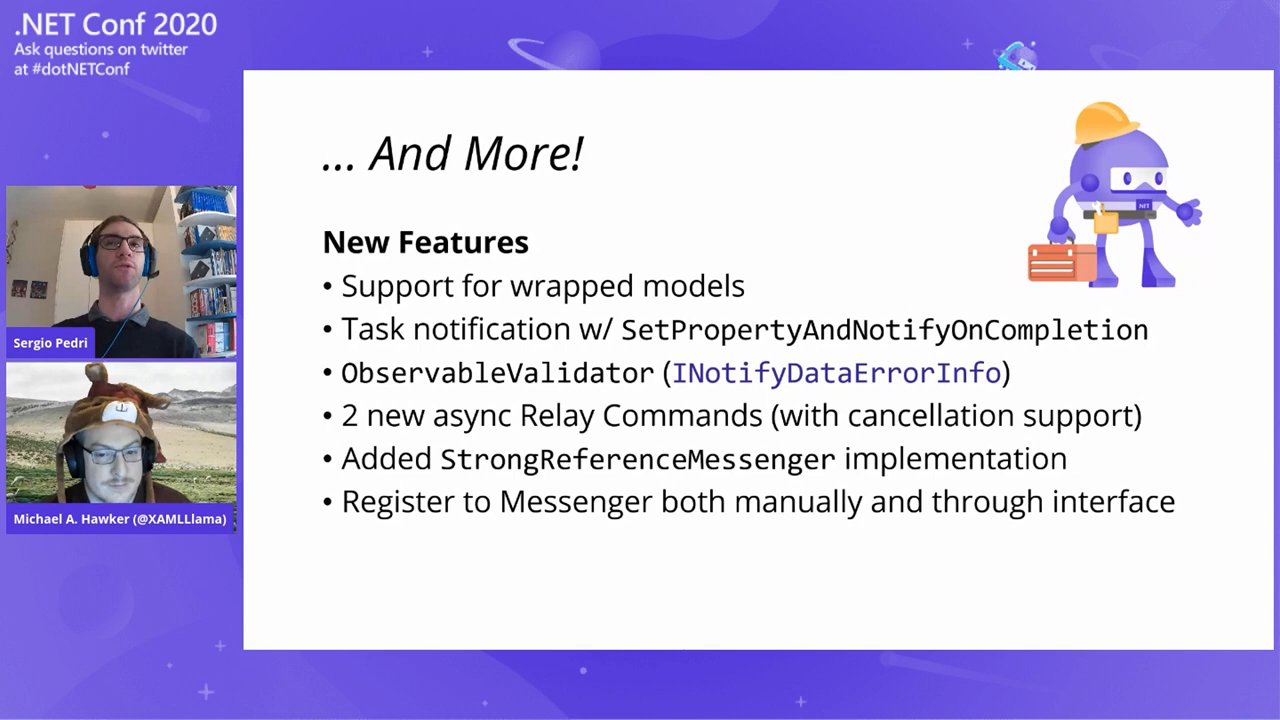 .NET Conf 2020
Ask questions on twitter
at #dotNETConf
... And More!
.NET
New Features
• Support for wrapped models
• Task notification w/ SetPropertyAndNotifyOnCompletion
• ObservableValidator (INotifyDataErrorInfo)
• 2 new async Relay Commands (with cancellation support)
• Added StrongReferenceMessenger implementation
• Register to Messenger both manually and through interface
Sergio Pedri
Michael A. Hawker (@XAMLLlama)